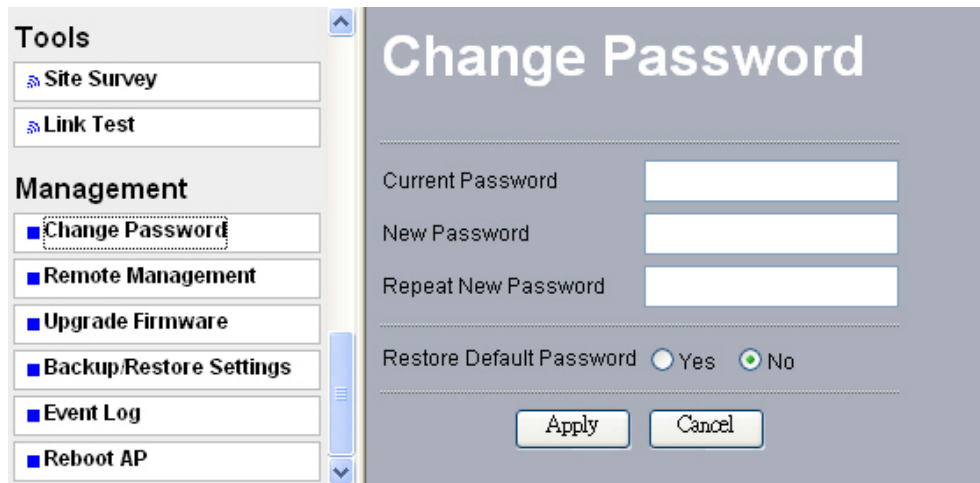 Tools
Site Survey
Link Test
Management
Change Password
Remote Management
Upgrade Firmware
Backup/Restore Settings
Event Log
Reboot AP
Change Password
Current Password
New Password
Repeat New Password
Restore Default Password Yes No
Apply Cancel